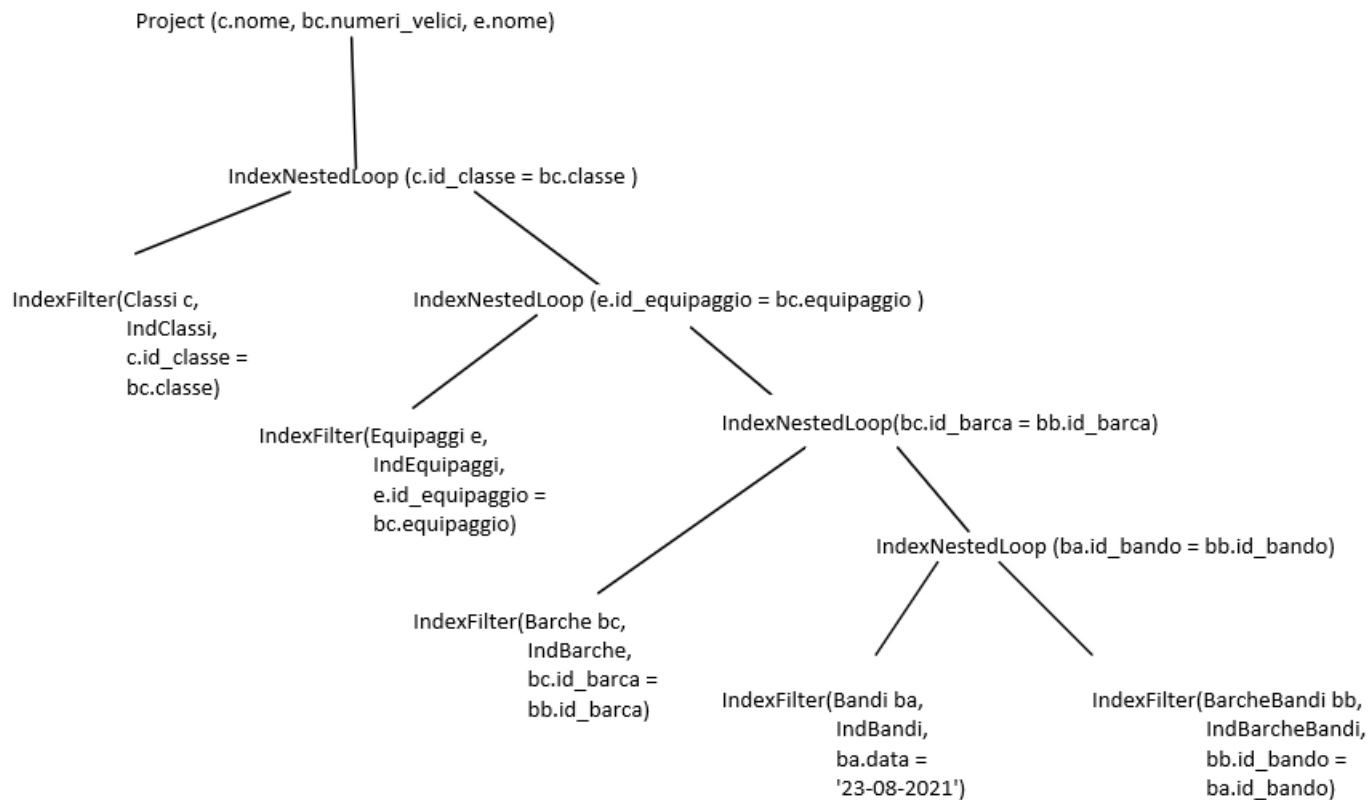 Project (c.nome, bc.numeri_velici, e.nome)
IndexNestedLoop (c.id_classe = bc.classe )
IndexFilter(Classi c,
IndClassi,
c.id_classe =
bc.classe)
IndexNestedLoop (e.id_equipaggio = bc.equipaggio )
IndexFilter(Equipaggi e,
IndEquipaggi,
e.id_equipaggio =
bc.equipaggio)
IndexNestedLoop(bc.id_barca = bb.id_barca)
IndexNestedLoop (ba.id_bando = bb.id_bando)
IndexFilter(Barche bc,
IndBarche,
bc.id_barca =
bb.id_barca)
IndexFilter(Bandi ba,
IndBandi,
ba.data =
'23-08-2021')
IndexFilter(BarcheBandi bb,
IndBarcheBandi,
bb.id_bando =
ba.id_bando)